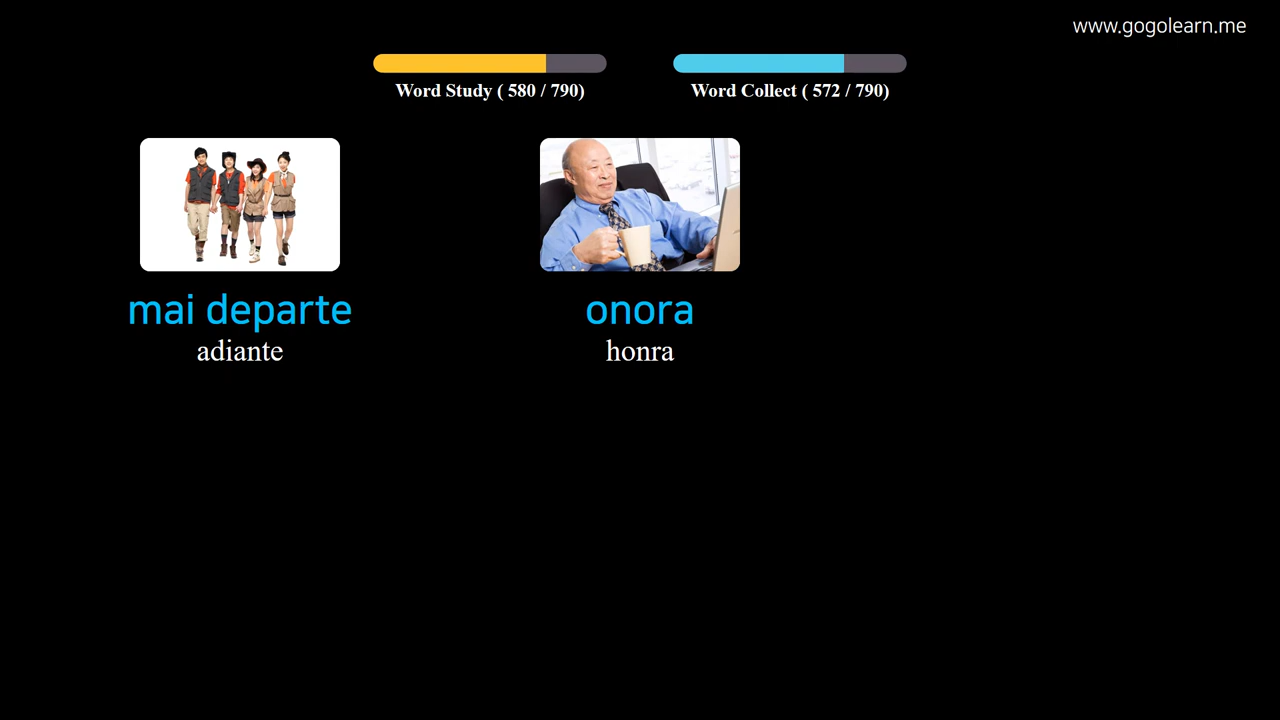 www.gogolearn.me
Word Study ( 580 / 790)
Word Collect ( 572 / 790)
mai departe
adiante
onora
honra